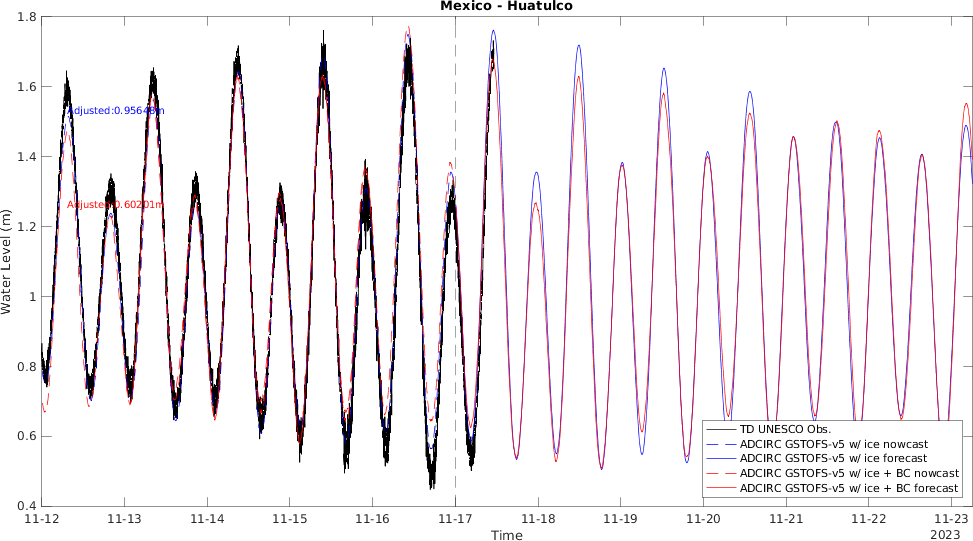 Mexico - Huatulco
1.8
1.6
1.4
1.2
1
0.8
0.6
0.4
Water Level (m)
Adjusted:0.95648m
Adjusted:0.60201m
TD UNESCO Obs.
ADCIRC GSTOFS-v5 w/ ice nowcast
ADCIRC GSTOFS-v5 w/ ice forecast
ADCIRC GSTOFS-v5 w/ ice + BC nowcast
ADCIRC GSTOFS-v5 w/ ice + BC forecast
11-12 11-13 11-14 11-15 11-16 11-17 11-18 11-19 11-20 11-21 11-22 11-23
2023
Time